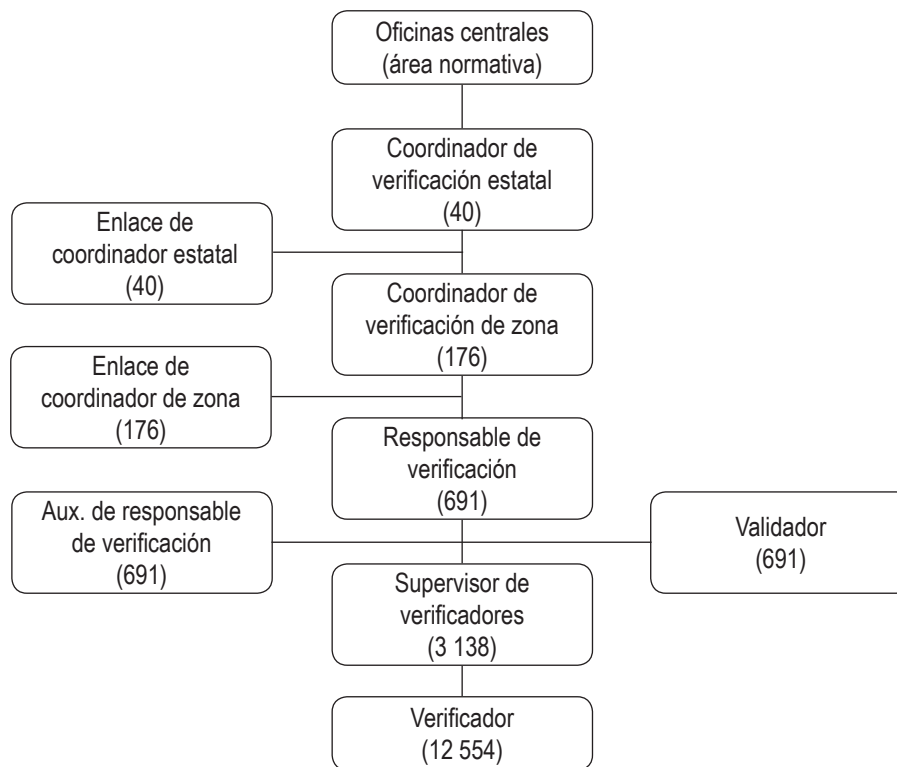 Oficinas centrales
(área normativa)
Coordinador de
verificación estatal
(40)
Enlace de
coordinador estatal
(40)
Coordinador de
verificación de zona
(176)
Enlace de
coordinador de zona
(176)
Responsable de
verificación
(691)
Aux. de responsable
de verificación
(691)
Validador
(691)
Supervisor de
verificadores
(3 138)
Verificador
(12 554)